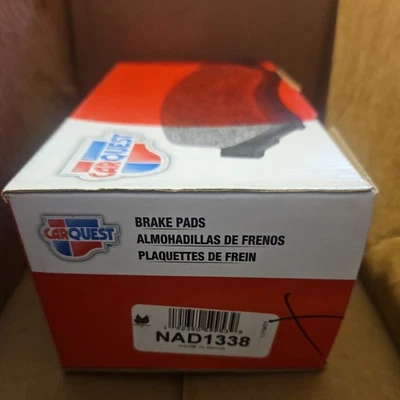 CARQUEST
CARQUEST
BRAKE PADS
ALMOHADILLAS DE FRENOS
PLAQUETTES DE FREIN
NAD1338